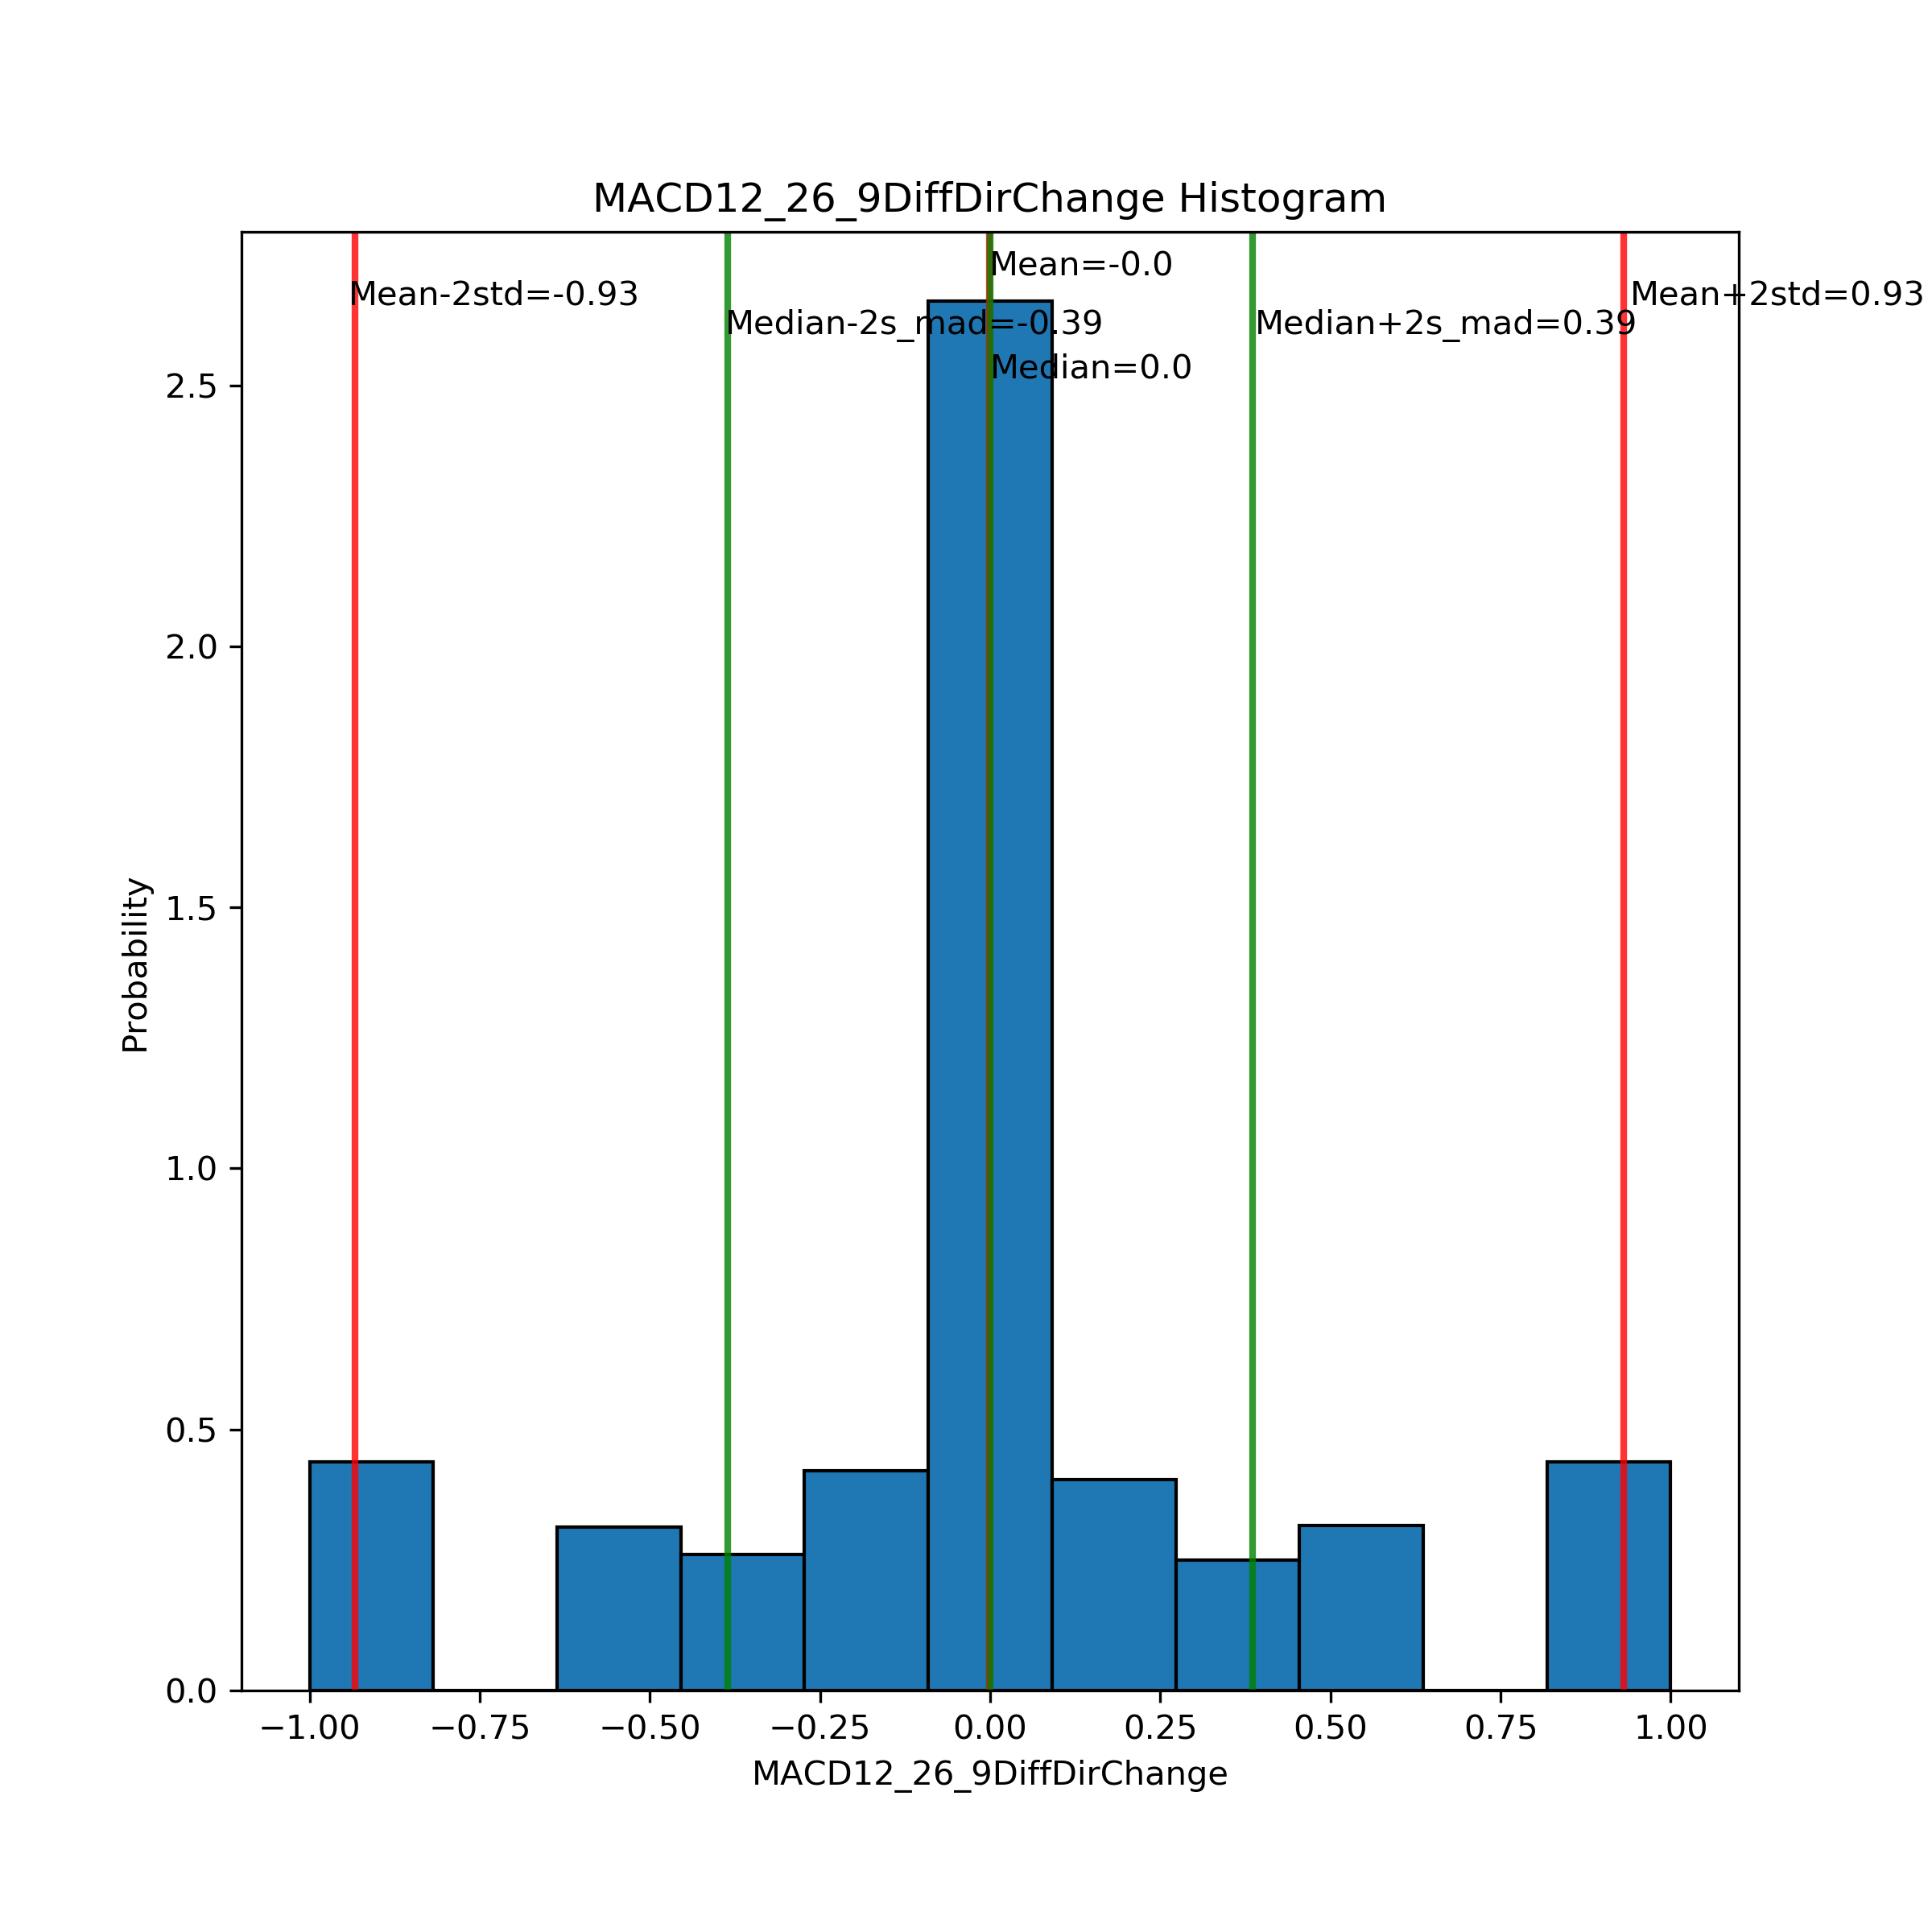 MACD12_26_9DiffDirChange Histogram
Mean=-0.0
Mean-2std=-0.93
Mean+2std=0.93
Median-2s_mad=-0.39
Median+2s_mad=0.39
Median=0.0
2.5
2.0
1.5
1.0
0.5
0.0
Probability
−1.00 −0.75 −0.50 −0.25 0.00 0.25 0.50 0.75 1.00
MACD12_26_9DiffDirChange